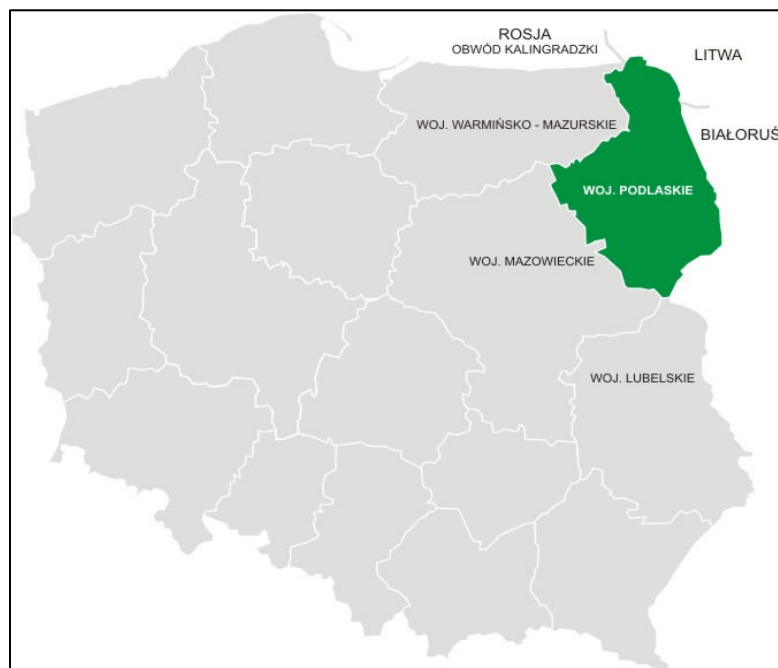 ROSJA
OBWÓD KALINGRADZKI
LITWA
WOJ. WARMIŃSKO - MAZURSKIE
BIAŁORUŚ
WOJ. PODLASKIE
WOJ. MAZOWIECKIE
WOJ. LUBELSKIE